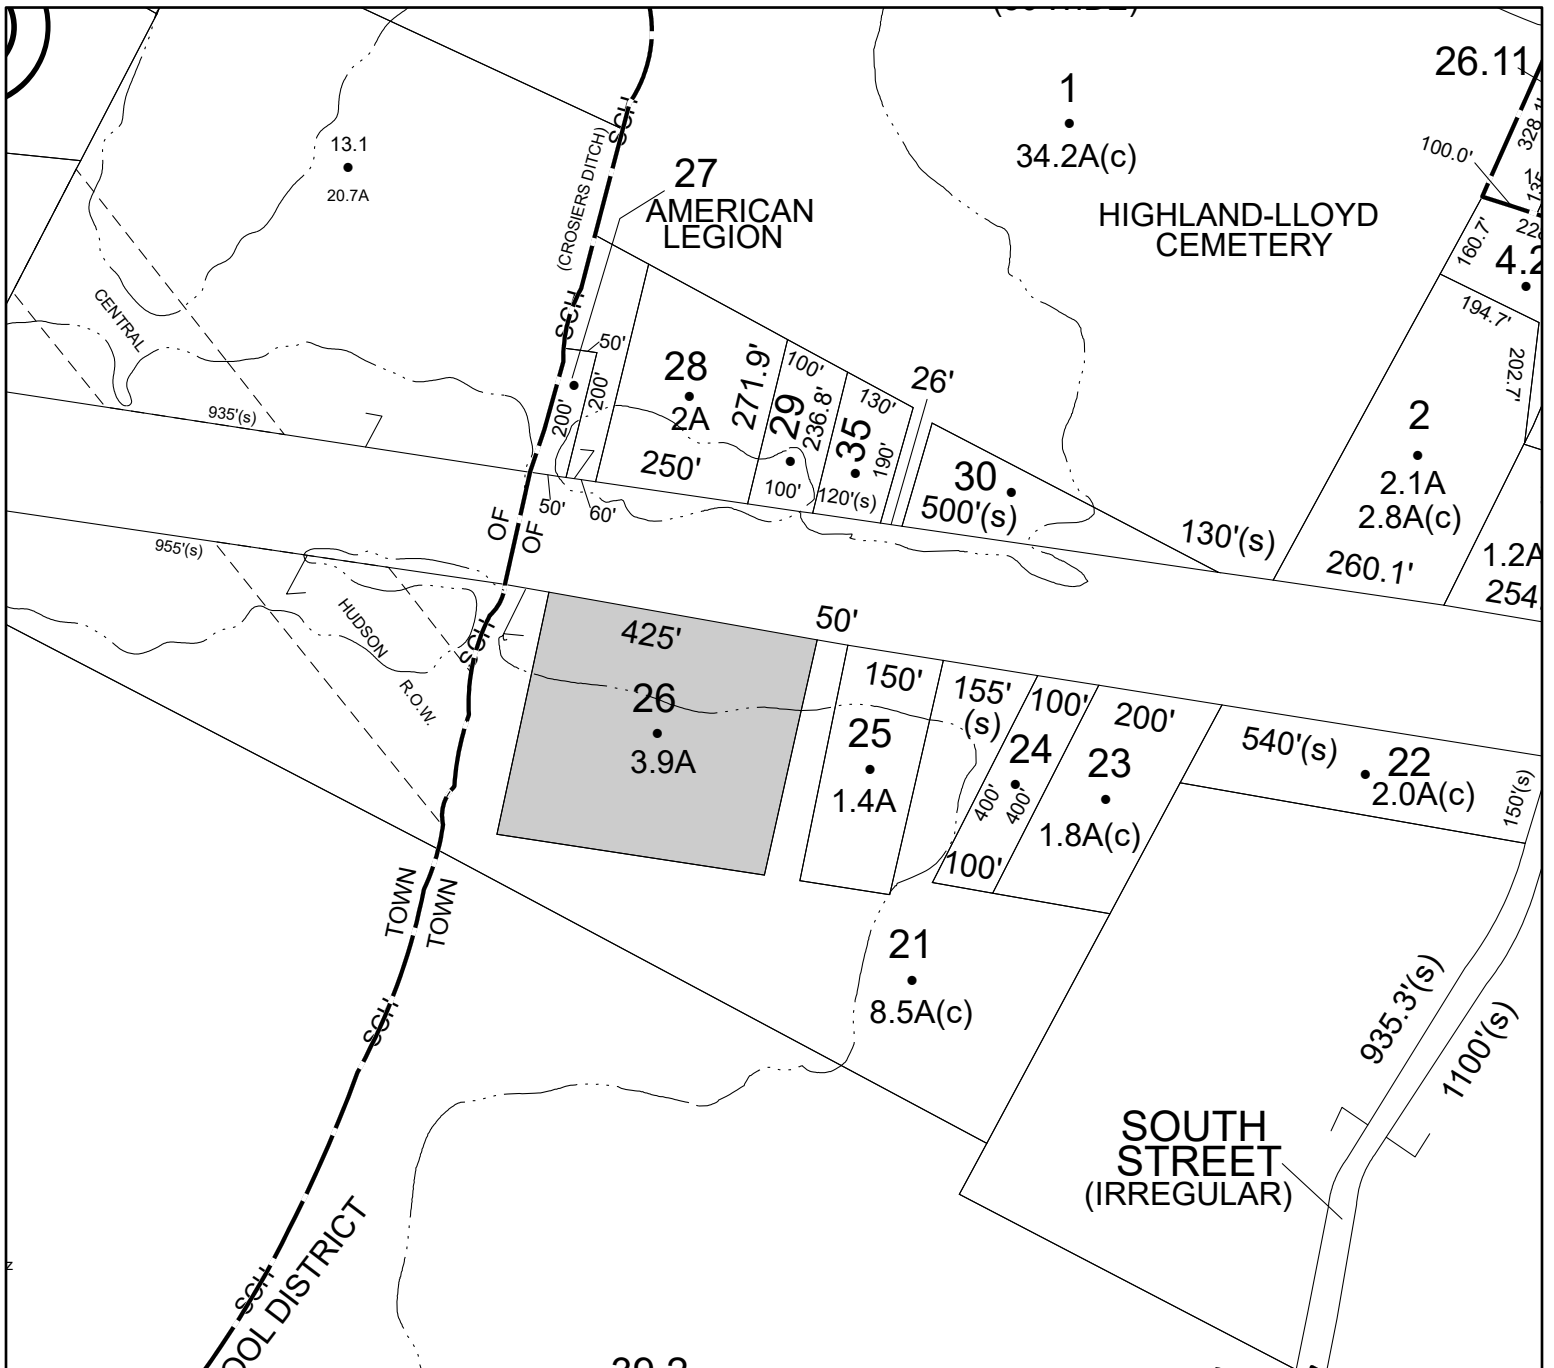 26.11
1
34.2A(c)
HIGHLAND-LLOYD
CEMETERY
13.1
20.7A
(CROSIERS DITCH)
SCH
27
AMERICAN
LEGION
100.0'
328.1'
160.7'
4.2
194.7'
202.7'
CENTRAL
SCH
50'
200'
200'
28
2A
250'
271.9'
100'
29
236.8'
100'
130'
35
190'
120'(s)
26'
30
500'(s)
130'(s)
2
2.1A
2.8A(c)
260.1'
1.2A
254.
935'(s)
50'
60'
OF
OF
955'(s)
HUDSON
R.O.W.
SCH
425'
26
3.9A
50'
150'
25
1.4A
155'
(s)
100'
24
400'
400'
100'
200'
23
1.8A(c)
540'(s)
22
2.0A(c)
150'(s)
TOWN
TOWN
21
8.5A(c)
SCH
935.3'(s)
1100'(s)
SOUTH
STREET
(IRREGULAR)
SCH
OOL DISTRICT
z